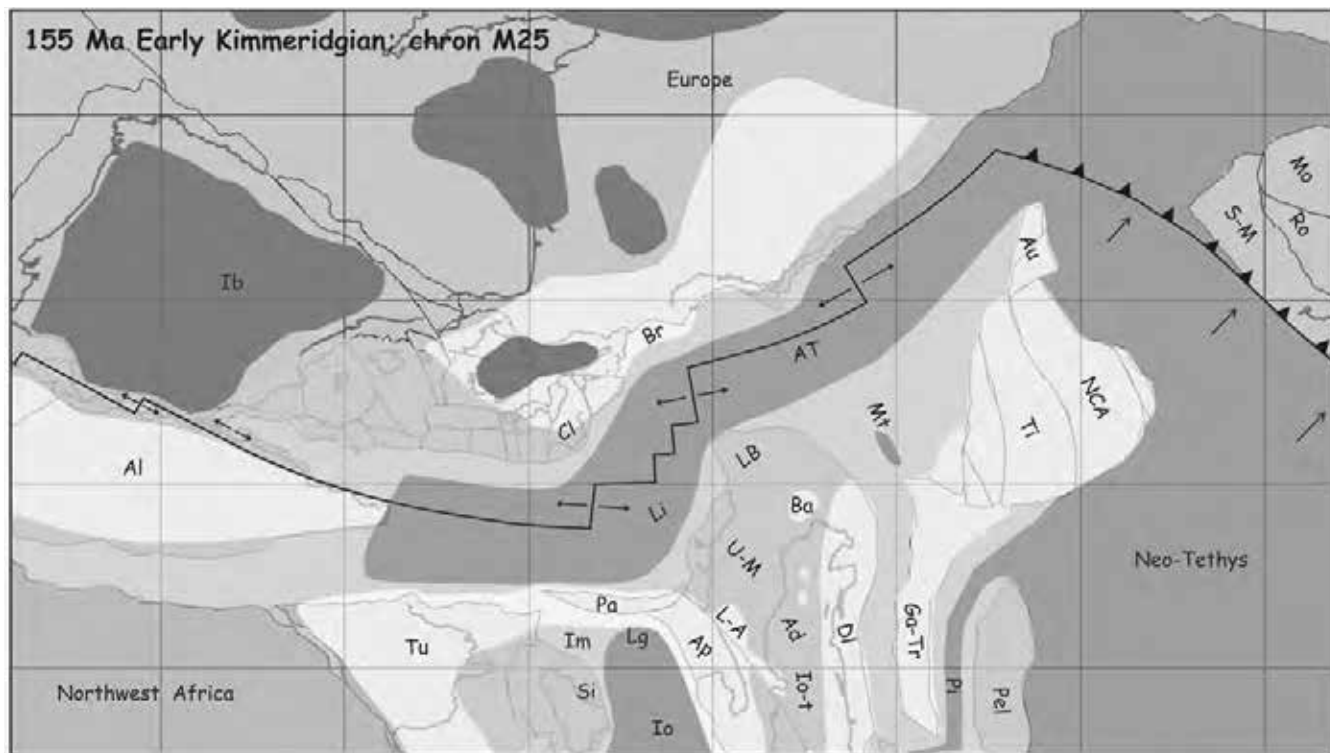 155 Ma Early Kimmeridgian; chron M25
Europe
Mo
S-M
Ro
Au
Ib
Br
AT
NCA
Mt
Ti
Cl
Al
LB
Ba
Li
U-M
Neo-Tethys
Pa
L-A
Ad
Di
Ga-Tr
Tu
Im
Lg
Ap
Northwest Africa
Si
Io-t
Pi
Pel
Io